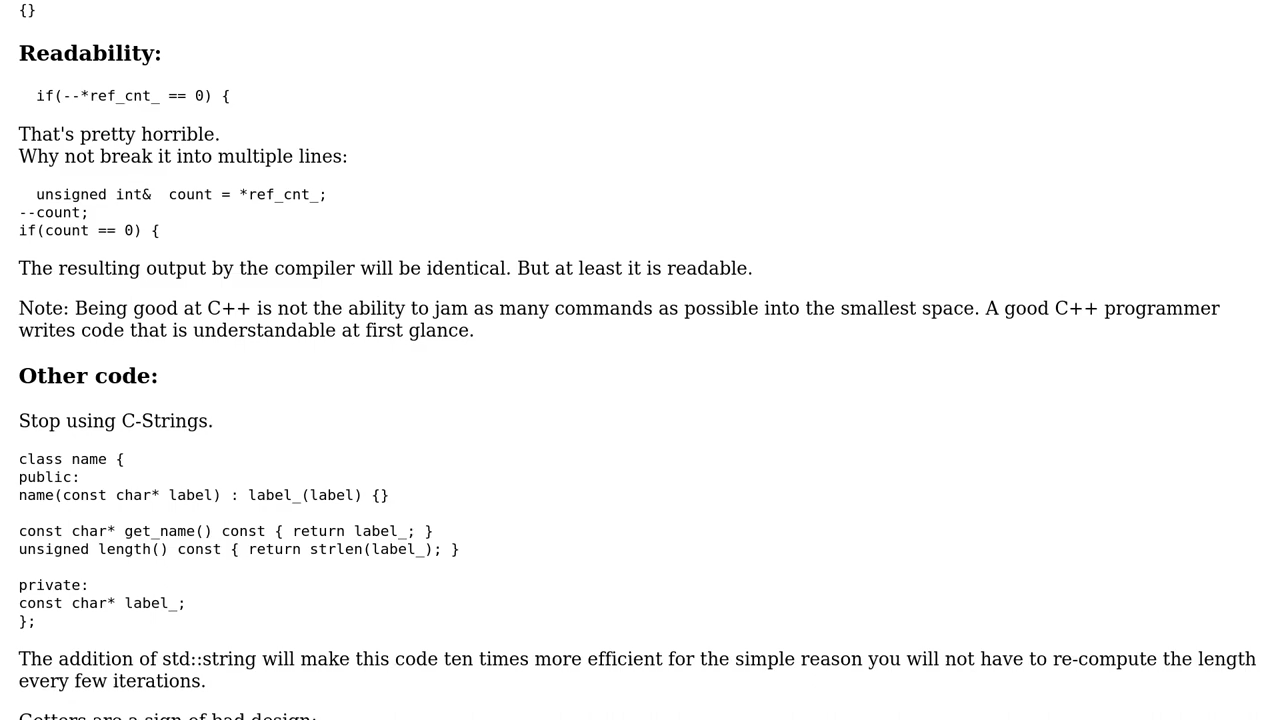 {}
Readability:
if(--*ref_cnt_ == 0) {
That's pretty horrible.
Why not break it into multiple lines:
unsigned int&  count = *ref_cnt_;
--count;
if(count == 0) {
The resulting output by the compiler will be identical. But at least it is readable.
Note: Being good at C++ is not the ability to jam as many commands as possible into the smallest space. A good C++ programmer
writes code that is understandable at first glance.
Other code:
Stop using C-Strings.
class name {
public:
name(const char* label) : label_(label) {}
const char* get_name() const { return label_; }
unsigned length() const { return strlen(label_); }
private:
const char* label_;
};
The addition of std::string will make this code ten times more efficient for the simple reason you will not have to re-compute the length
every few iterations.
Getters are a sign of bad design: